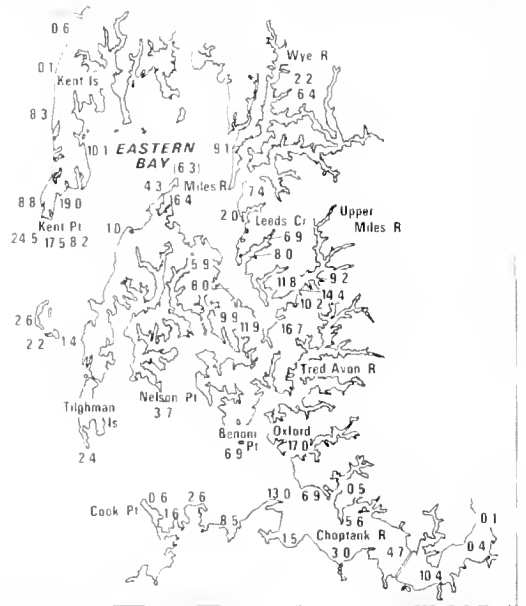 0 6
Wye R
0 1
Kent Is
2 2
6 4
8 3
10 1 EASTERN 9 1
BAY (6 3)
4 3 Miles R
7 4
8 8 19 0
16 4
2 0
Kent Pt
Leeds Cr
Upper
Miles R
24 5 17 5 8 2
1 0
6 9
8 0
5 9
8 0
11 8
9 2
14 4
10 2
2 6
9 9
11 9
16 7
2 2
1 4
Tred Avon R
Nelson Pt
3 7
Tilghman
Is
Benoni
Pt
6 9
Oxford
17 0
2 4
0 6 2 6
13 0 6 9
0 5
Cook Pt
1 6
8 5
5 6
0 1
Choptank R
1 5
3 0
4 7
0 4
10 4